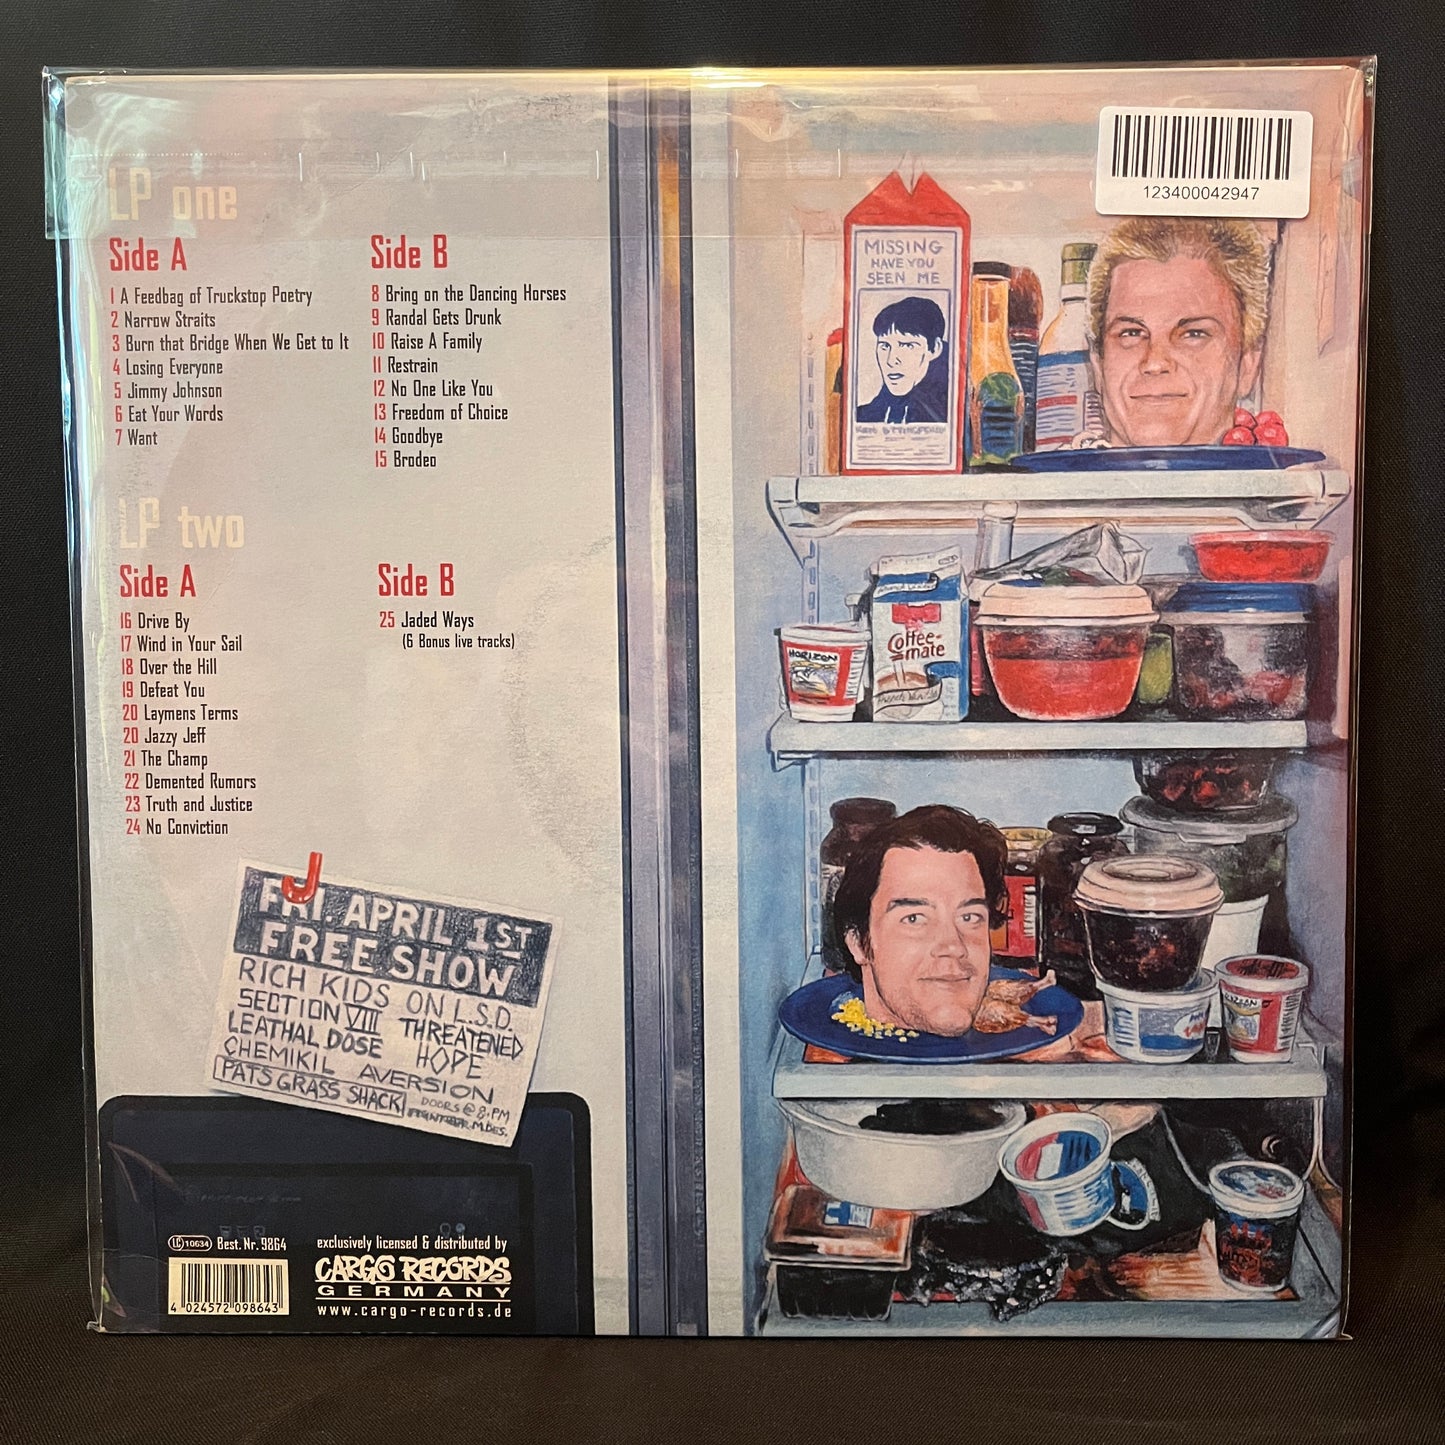 123400042947
LP one
Side A
1 A Feedbag of Truckstop Poetry
2 Narrow Straits
3 Burn that Bridge When We Get to It
4 Losing Everyone
5 Jimmy Johnson
6 Eat Your Words
7 Want
Side B
8 Bring on the Dancing Horses
9 Randal Gets Drunk
10 Raise A Family
11 Restrain
12 No One Like You
13 Freedom of Choice
14 Goodbye
15 Brodeo
LP two
Side A
16 Drive By
17 Wind in Your Sail
18 Over the Hill
19 Defeat You
20 Laymens Terms
20 Jazzy Jeff
21 The Champ
22 Demented Rumors
23 Truth and Justice
24 No Conviction
Side B
25 Jaded Ways
(6 Bonus live tracks)
MISSING
HAVE YOU
SEEN ME
HORIZON
Coffee-
mate
FRI. APRIL 1ST
FREE SHOW
RICH KIDS ON L.S.D.
SECTION VIII THREATENED
LEATHAL DOSE HOPE
CHEMIKIL AVERSION
PATS GRASS SHACK
DOORS @ 8.PM
LC 10634 Best. Nr. 9864
4 024572 098643
exclusively licensed & distributed by
CARGO RECORDS
GERMANY
www.cargo-records.de